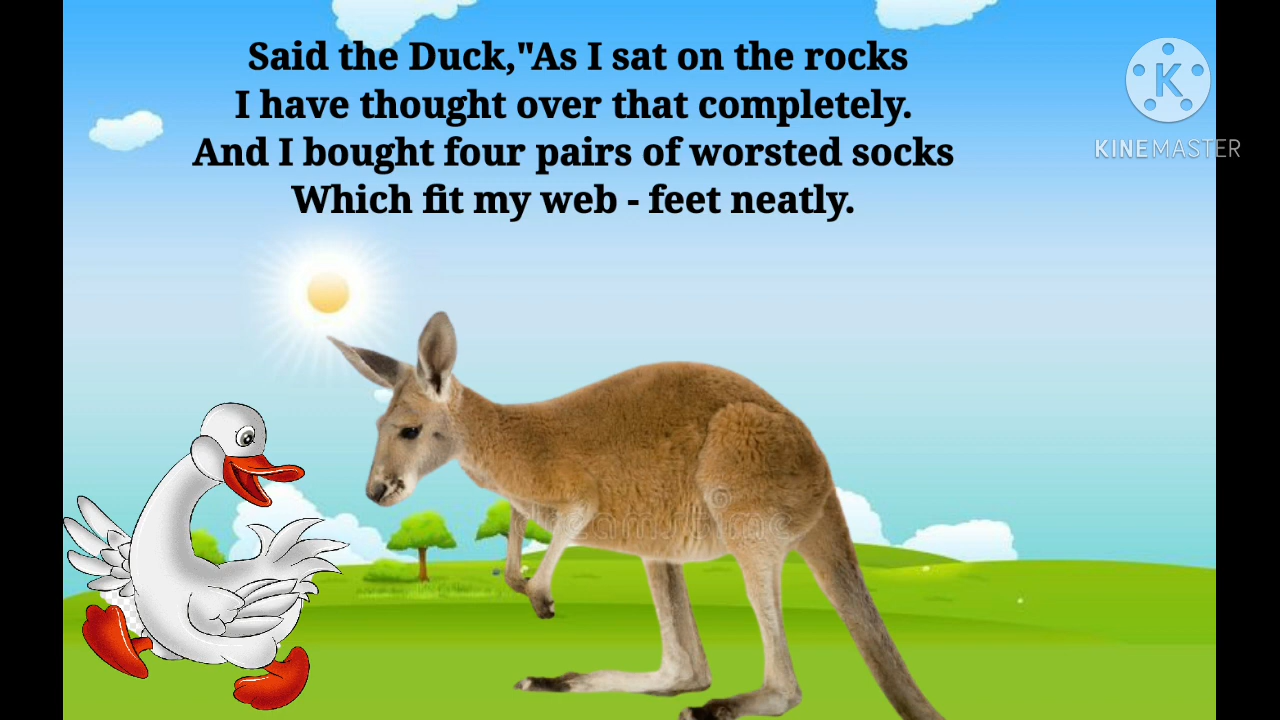 Said the Duck,"As I sat on the rocks
I have thought over that completely.
And I bought four pairs of worsted socks
Which fit my web - feet neatly.
K
KINEMASTER
dreamstime